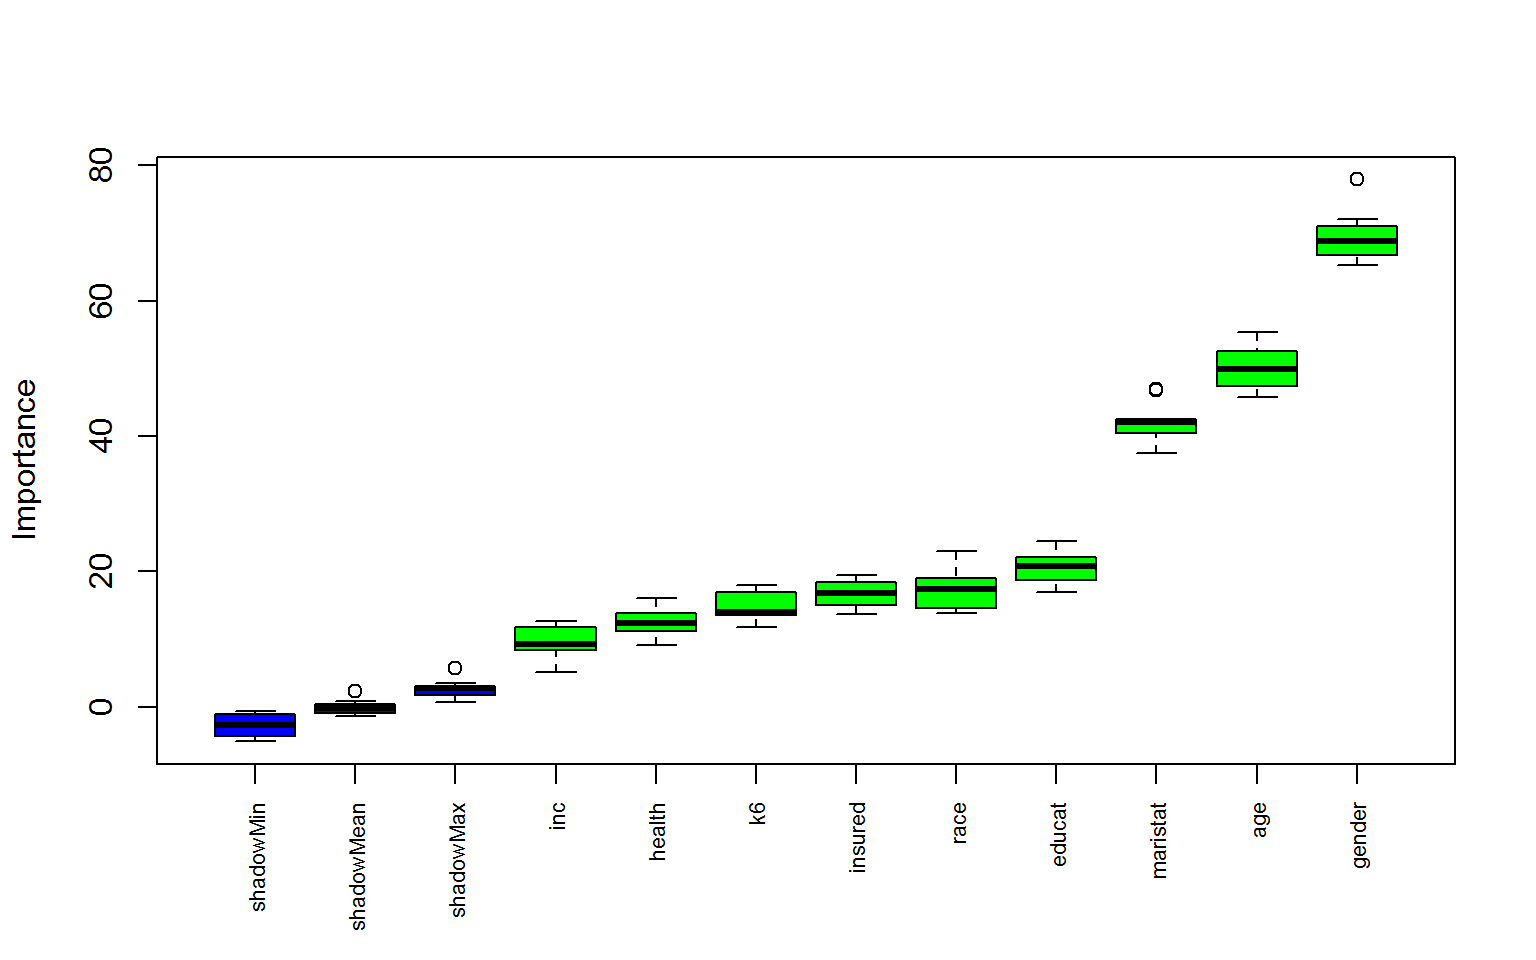 Importance
80
60
40
20
0
shadowMin
shadowMean
shadowMax
inc
health
k6
insured
race
educat
maristat
age
gender